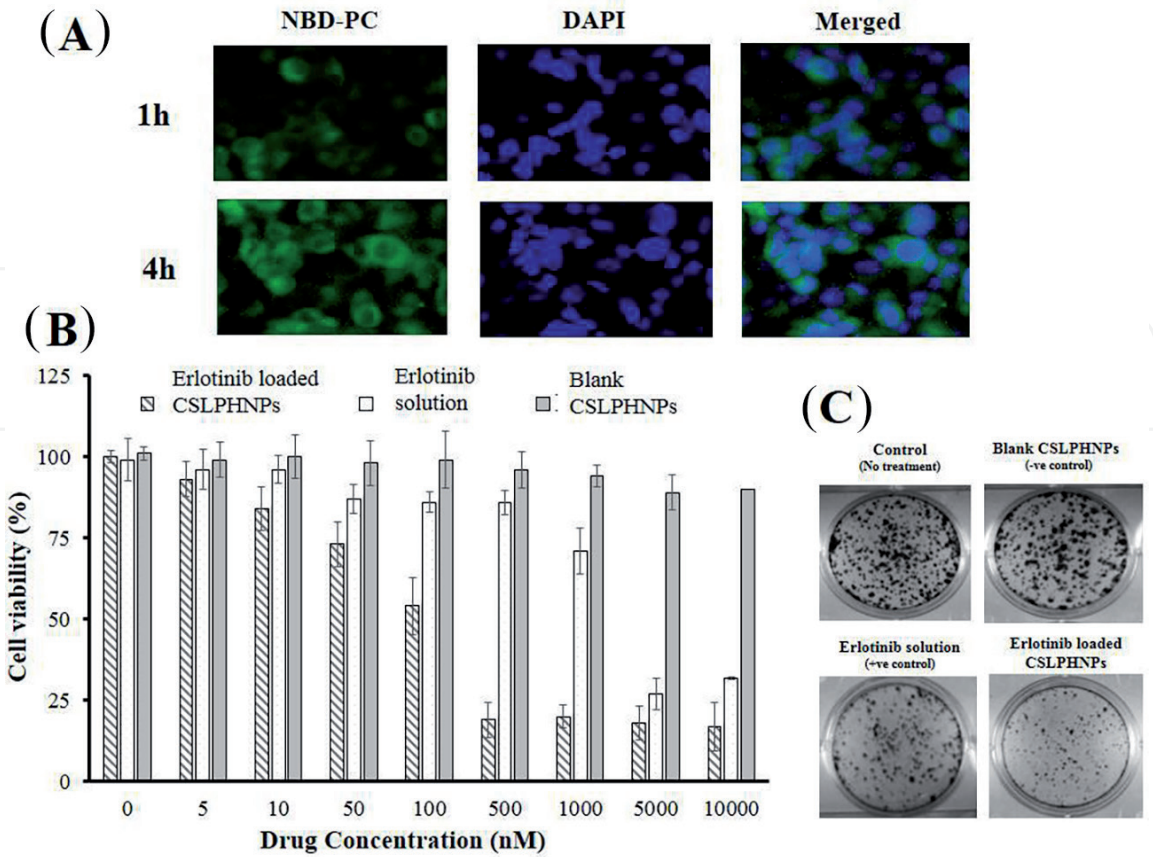 (A)
NBD-PC
DAPI
Merged
1h
4h
(B)
Erlotinib loaded
CSLPHNPs
Erlotinib
solution
Blank
CSLPHNPs
Cell viability (%)
125
100
75
50
25
0
0 5 10 50 100 500 1000 5000 10000
Drug Concentration (nM)
(C)
Control
(No treatment)
Blank CSLPHNPs
(-ve control)
Erlotinib solution
(+ve control)
Erlotinib loaded
CSLPHNPs